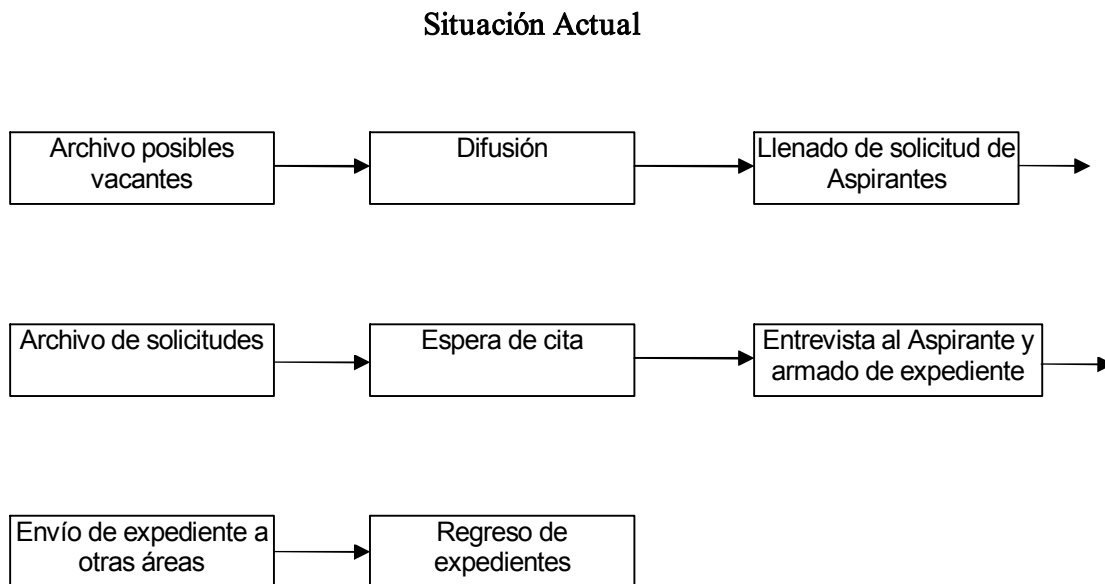 Situación Actual
Archivo posibles
vacantes
Difusión
Llenado de solicitud de
Aspirantes
Archivo de solicitudes
Espera de cita
Entrevista al Aspirante y
armado de expediente
Envío de expediente a
otras áreas
Regreso de
expedientes